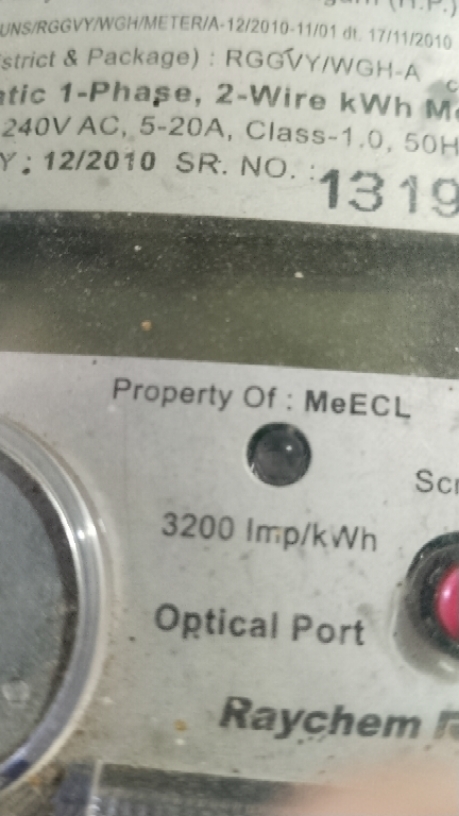 UNS/RGGVY/WGH/METER/A-12/2010-11/01 dt. 17/11/2010
strict & Package) : RGGVY/WGH-A
tic 1-Phase, 2-Wire kWh M
240V AC, 5-20A, Class-1.0, 50H
Y: 12/2010 SR. NO. :
1319
Property Of : MeECL
Scr
3200 Imp/kWh
Optical Port
Raychem R